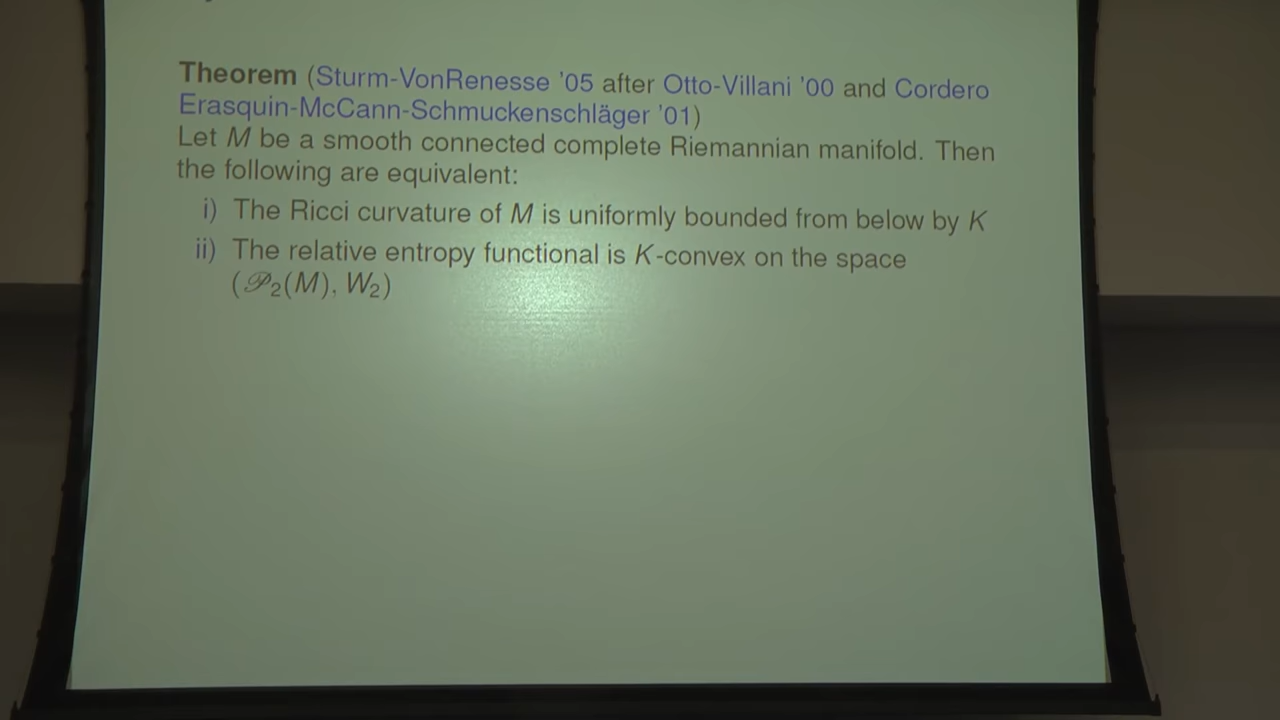 Theorem (Sturm-VonRenesse '05 after Otto-Villani '00 and Cordero
Erasquin-McCann-Schmuckenschläger '01)
Let M be a smooth connected complete Riemannian manifold. Then
the following are equivalent:
i) The Ricci curvature of M is uniformly bounded from below by K
ii) The relative entropy functional is K-convex on the space
(𝒫₂(M), W₂)